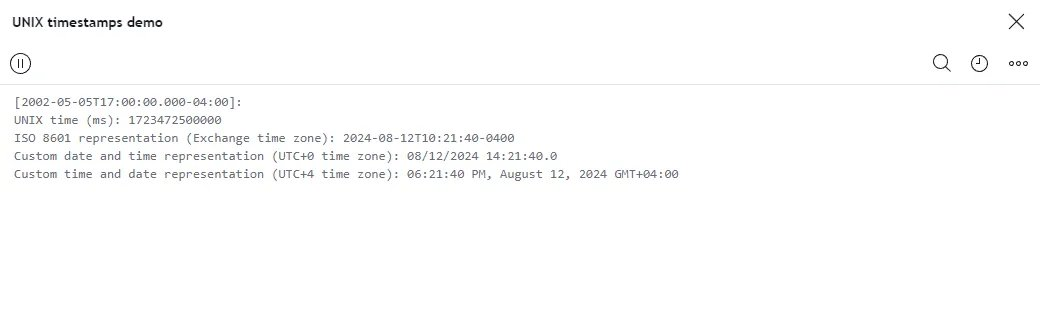 UNIX timestamps demo
[2002-05-05T17:00:00.000-04:00]:
UNIX time (ms): 1723472500000
ISO 8601 representation (Exchange time zone): 2024-08-12T10:21:40-0400
Custom date and time representation (UTC+0 time zone): 08/12/2024 14:21:40.0
Custom time and date representation (UTC+4 time zone): 06:21:40 PM, August 12, 2024 GMT+04:00